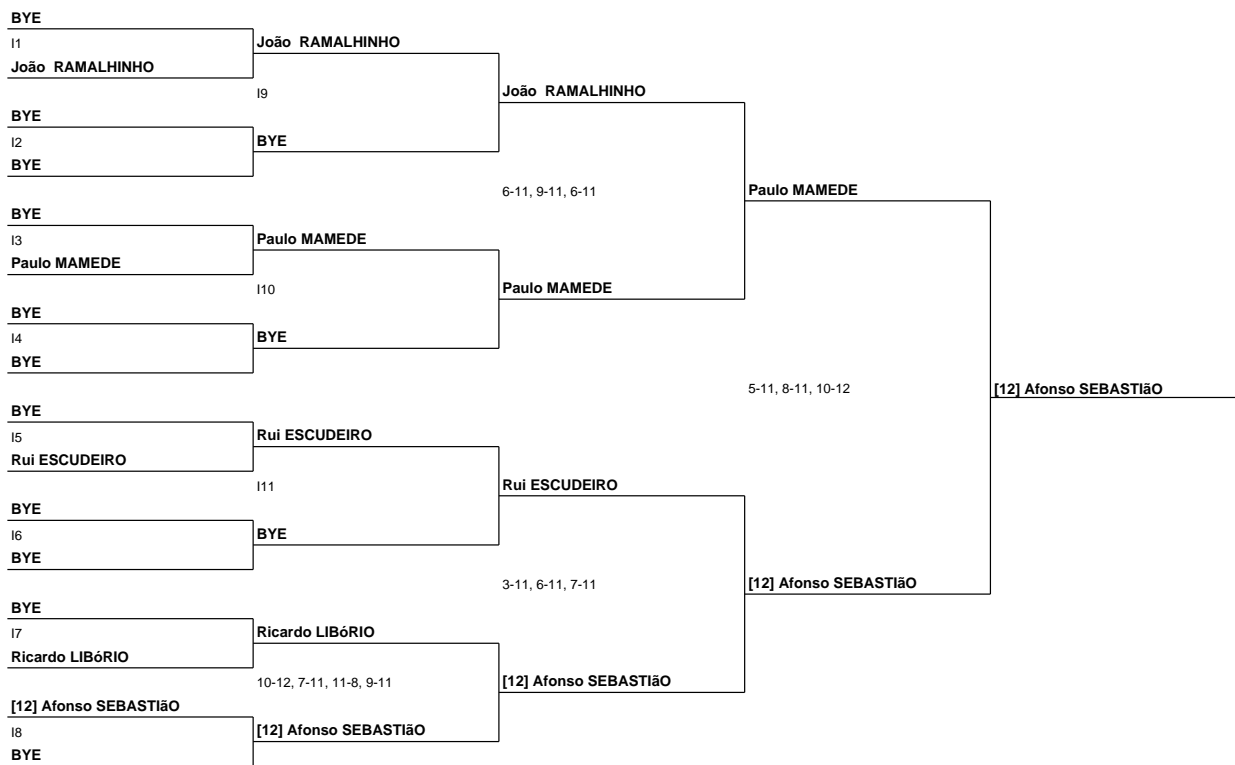 BYE
I1
João  RAMALHINHO
João  RAMALHINHO
I9
João  RAMALHINHO
BYE
I2
BYE
BYE
6-11, 9-11, 6-11
Paulo MAMEDE
BYE
I3
Paulo MAMEDE
Paulo MAMEDE
I10
Paulo MAMEDE
BYE
I4
BYE
BYE
5-11, 8-11, 10-12
[12] Afonso SEBASTIãO
BYE
I5
Rui ESCUDEIRO
Rui ESCUDEIRO
I11
Rui ESCUDEIRO
BYE
I6
BYE
BYE
3-11, 6-11, 7-11
[12] Afonso SEBASTIãO
BYE
I7
Ricardo LIBóRIO
Ricardo LIBóRIO
10-12, 7-11, 11-8, 9-11
[12] Afonso SEBASTIãO
[12] Afonso SEBASTIãO
I8
[12] Afonso SEBASTIãO
BYE